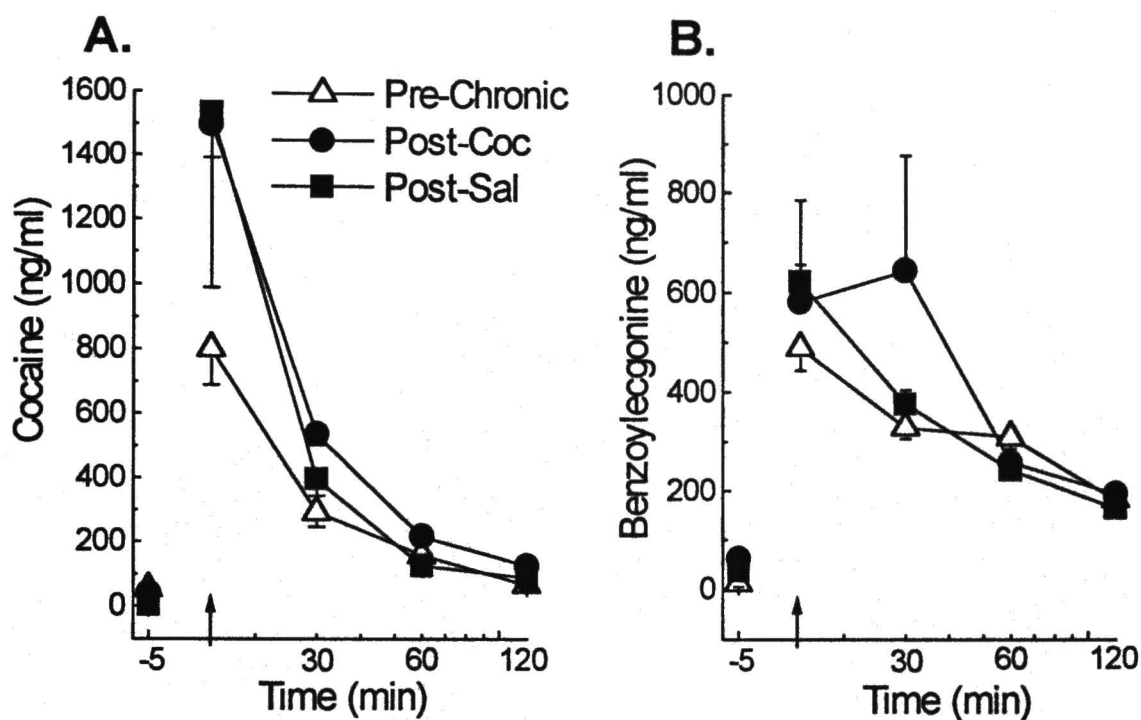 A.
Cocaine (ng/ml)
1600
1400
1200
1000
800
600
400
200
0
Pre-Chronic
Post-Coc
Post-Sal
-5
30
60
120
Time (min)
B.
Benzoylecgonine (ng/ml)
1000
800
600
400
200
0
-5
30
60
120
Time (min)